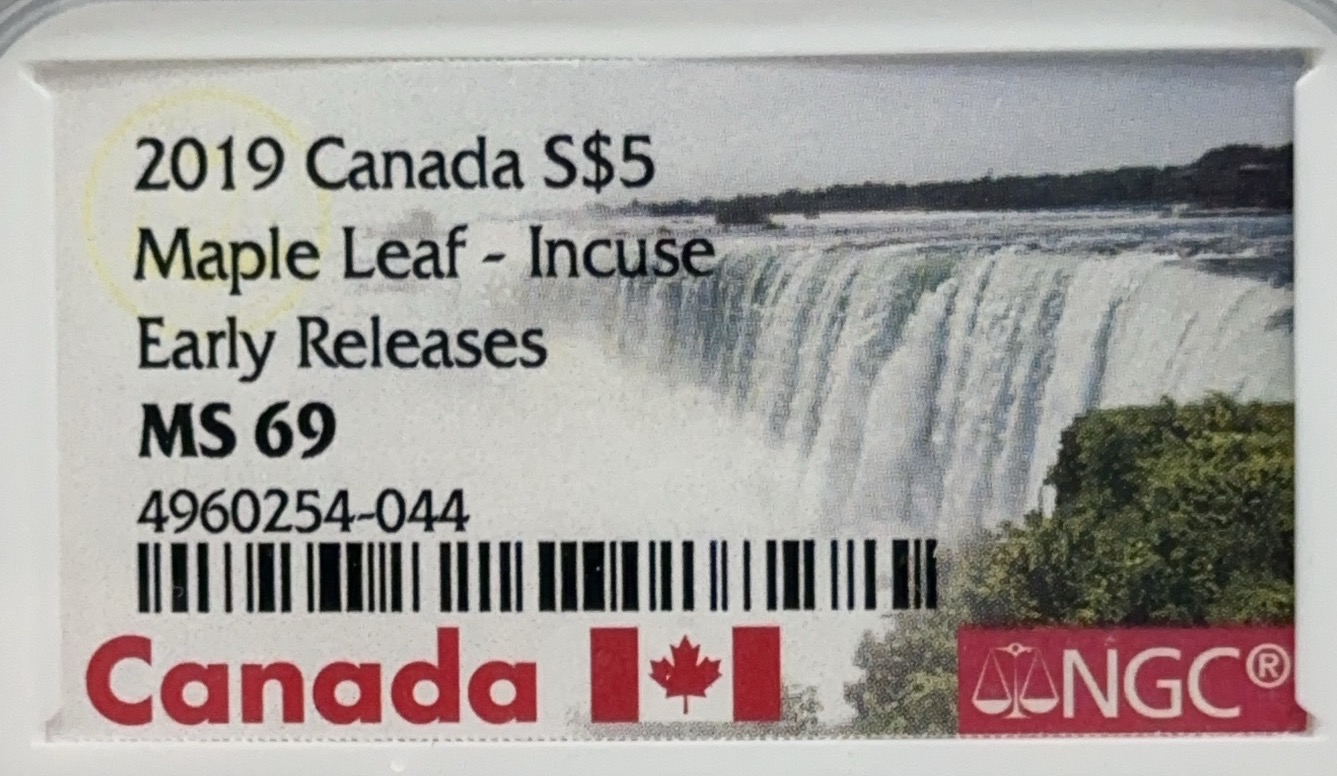 2019 Canada S$5
Maple Leaf - Incuse
Early Releases
MS 69
4960254-044
Canada
NGC®